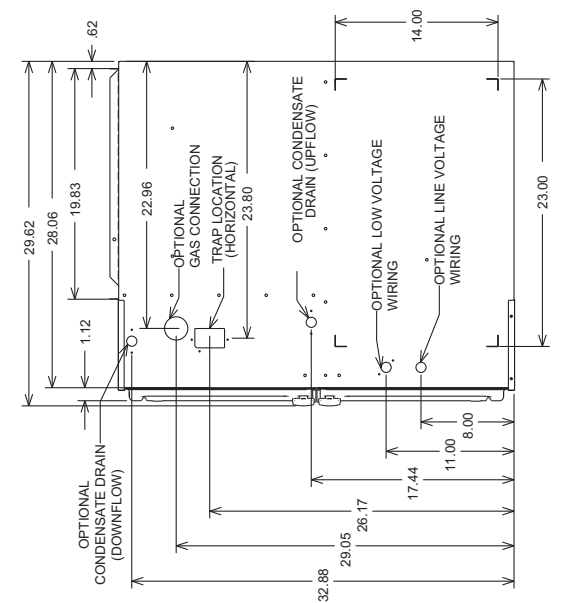 .62
29.62
28.06
19.83
1.12
22.96
23.80
14.00
23.00
OPTIONAL
GAS CONNECTION
TRAP LOCATION
(HORIZONTAL)
OPTIONAL CONDENSATE
DRAIN (UPFLOW)
OPTIONAL LOW VOLTAGE
WIRING
OPTIONAL LINE VOLTAGE
WIRING
OPTIONAL
CONDENSATE DRAIN
(DOWNFLOW)
32.88
29.05
26.17
17.44
11.00
8.00